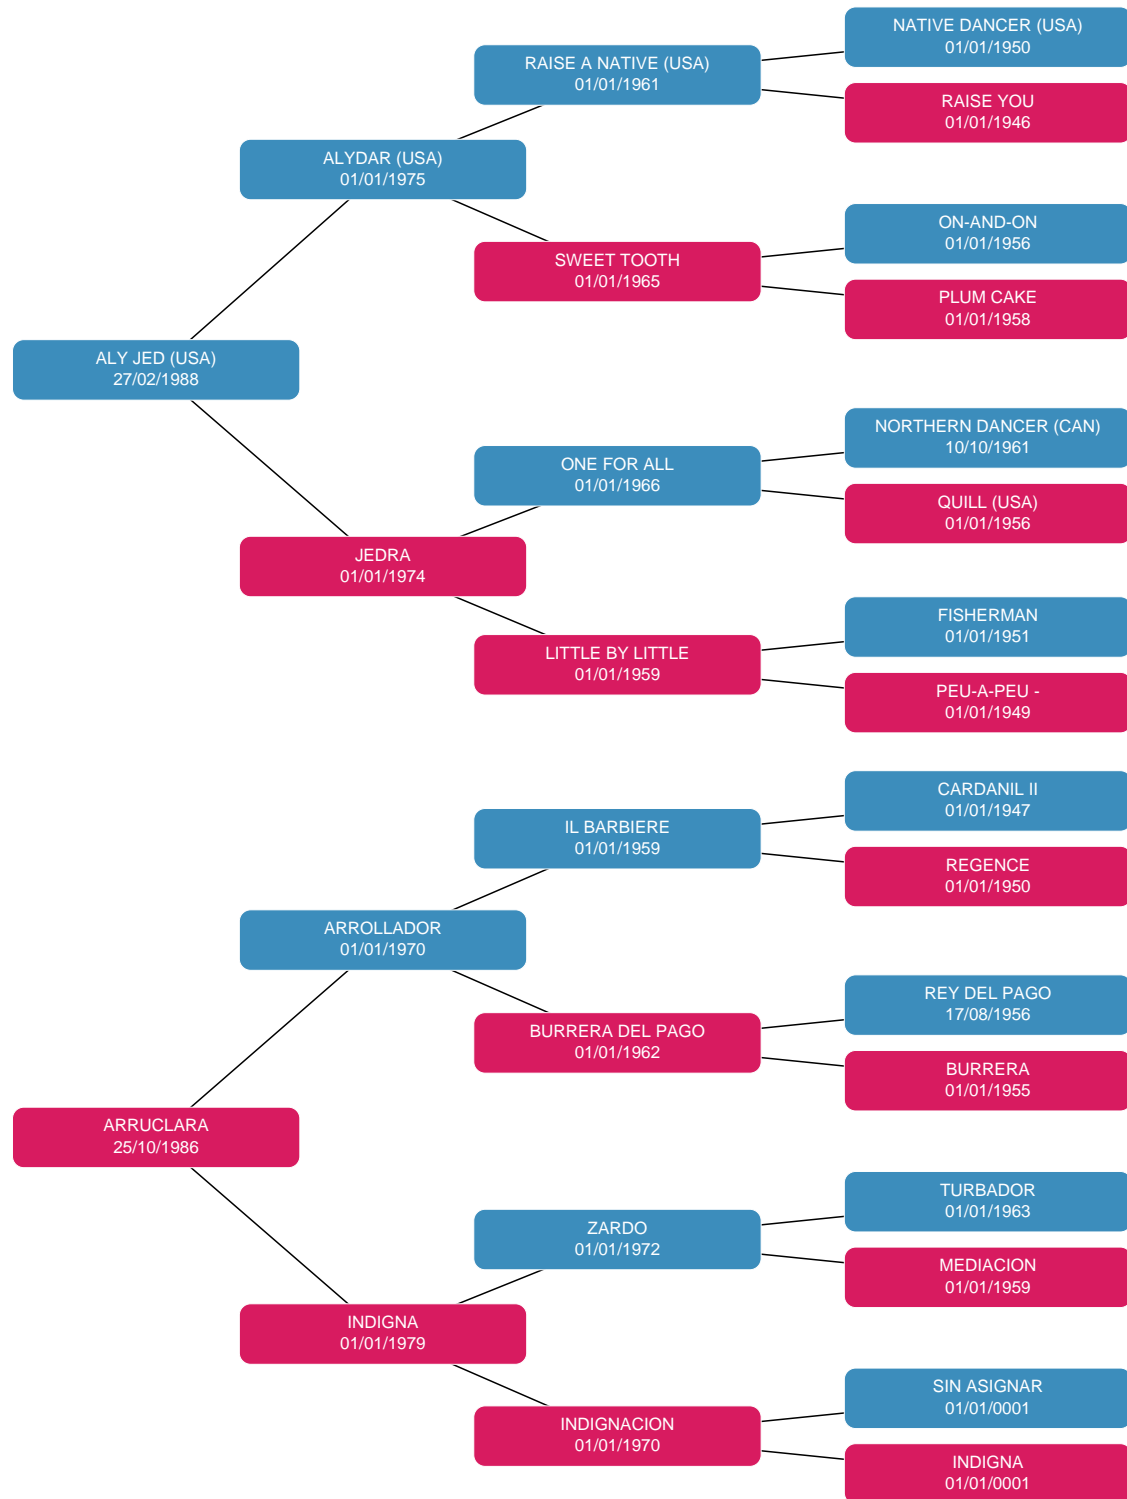 NATIVE DANCER (USA)
01/01/1950
RAISE A NATIVE (USA)
01/01/1961
RAISE YOU
01/01/1946
ALYDAR (USA)
01/01/1975
ON-AND-ON
01/01/1956
SWEET TOOTH
01/01/1965
PLUM CAKE
01/01/1958
ALY JED (USA)
27/02/1988
NORTHERN DANCER (CAN)
10/10/1961
ONE FOR ALL
01/01/1966
QUILL (USA)
01/01/1956
JEDRA
01/01/1974
FISHERMAN
01/01/1951
LITTLE BY LITTLE
01/01/1959
PEU-A-PEU -
01/01/1949
CARDANIL II
01/01/1947
IL BARBIERE
01/01/1959
REGENCE
01/01/1950
ARROLLADOR
01/01/1970
REY DEL PAGO
17/08/1956
BURRERA DEL PAGO
01/01/1962
BURRERA
01/01/1955
ARRUCLARA
25/10/1986
TURBADOR
01/01/1963
ZARDO
01/01/1972
MEDIACION
01/01/1959
INDIGNA
01/01/1979
SIN ASIGNAR
01/01/0001
INDIGNACION
01/01/1970
INDIGNA
01/01/0001